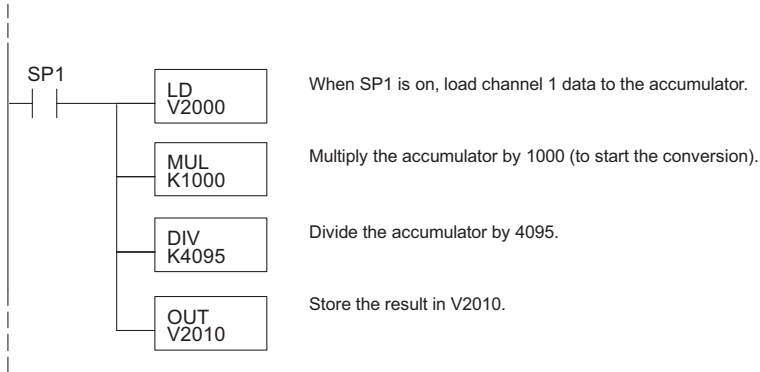 SP1
LD
V2000
When SP1 is on, load channel 1 data to the accumulator.
MUL
K1000
Multiply the accumulator by 1000 (to start the conversion).
DIV
K4095
Divide the accumulator by 4095.
OUT
V2010
Store the result in V2010.